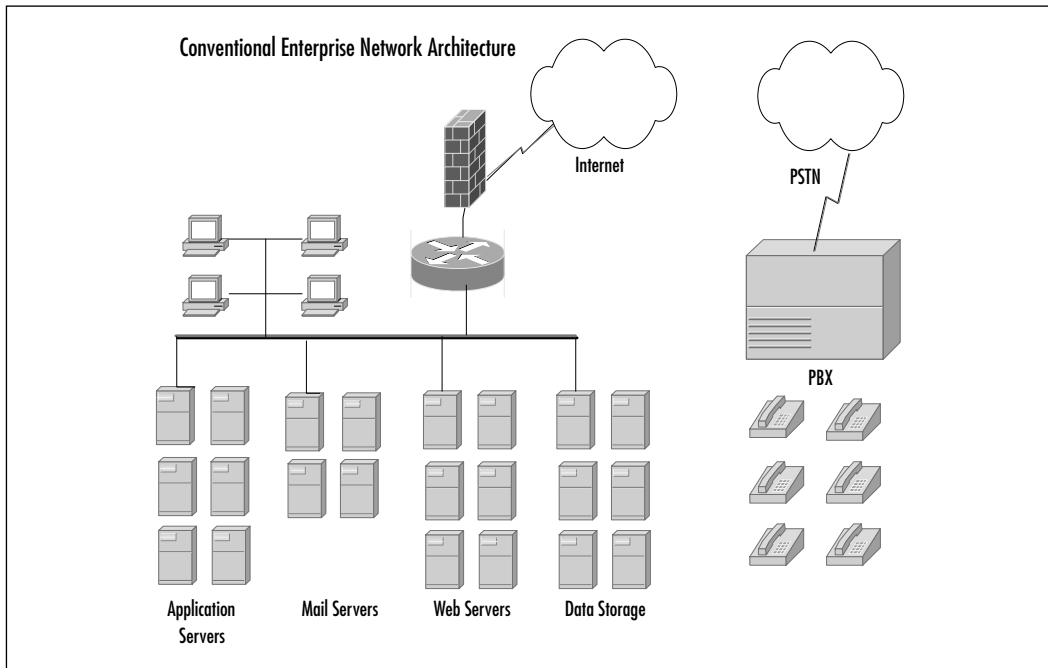 Conventional Enterprise Network Architecture
Internet
PSTN
PBX
Application
Servers
Mail Servers
Web Servers
Data Storage